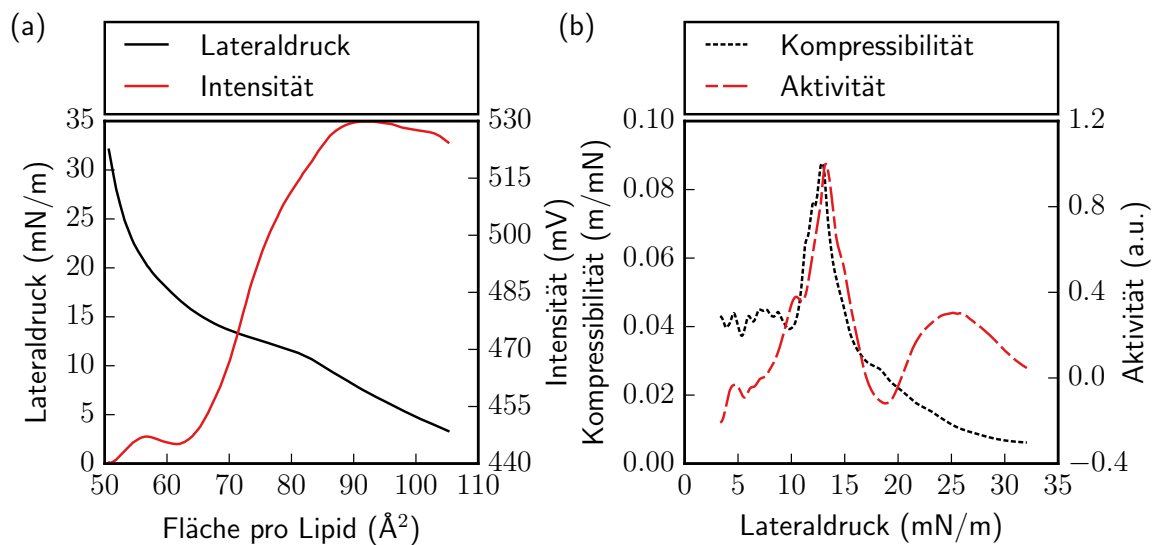 (a)
Lateraldruck
Intensität
35
30
25
20
15
10
5
0
Lateraldruck (mN/m)
530
515
500
485
470
455
440
Intensität (mV)
50 60 70 80 90 100 110
Fläche pro Lipid (Å²)
(b)
Kompressibilität
Aktivität
0.10
0.08
0.06
0.04
0.02
0.00
Kompressibilität (m/mN)
1.2
0.8
0.4
0.0
−0.4
Aktivität (a.u.)
0 5 10 15 20 25 30 35
Lateraldruck (mN/m)